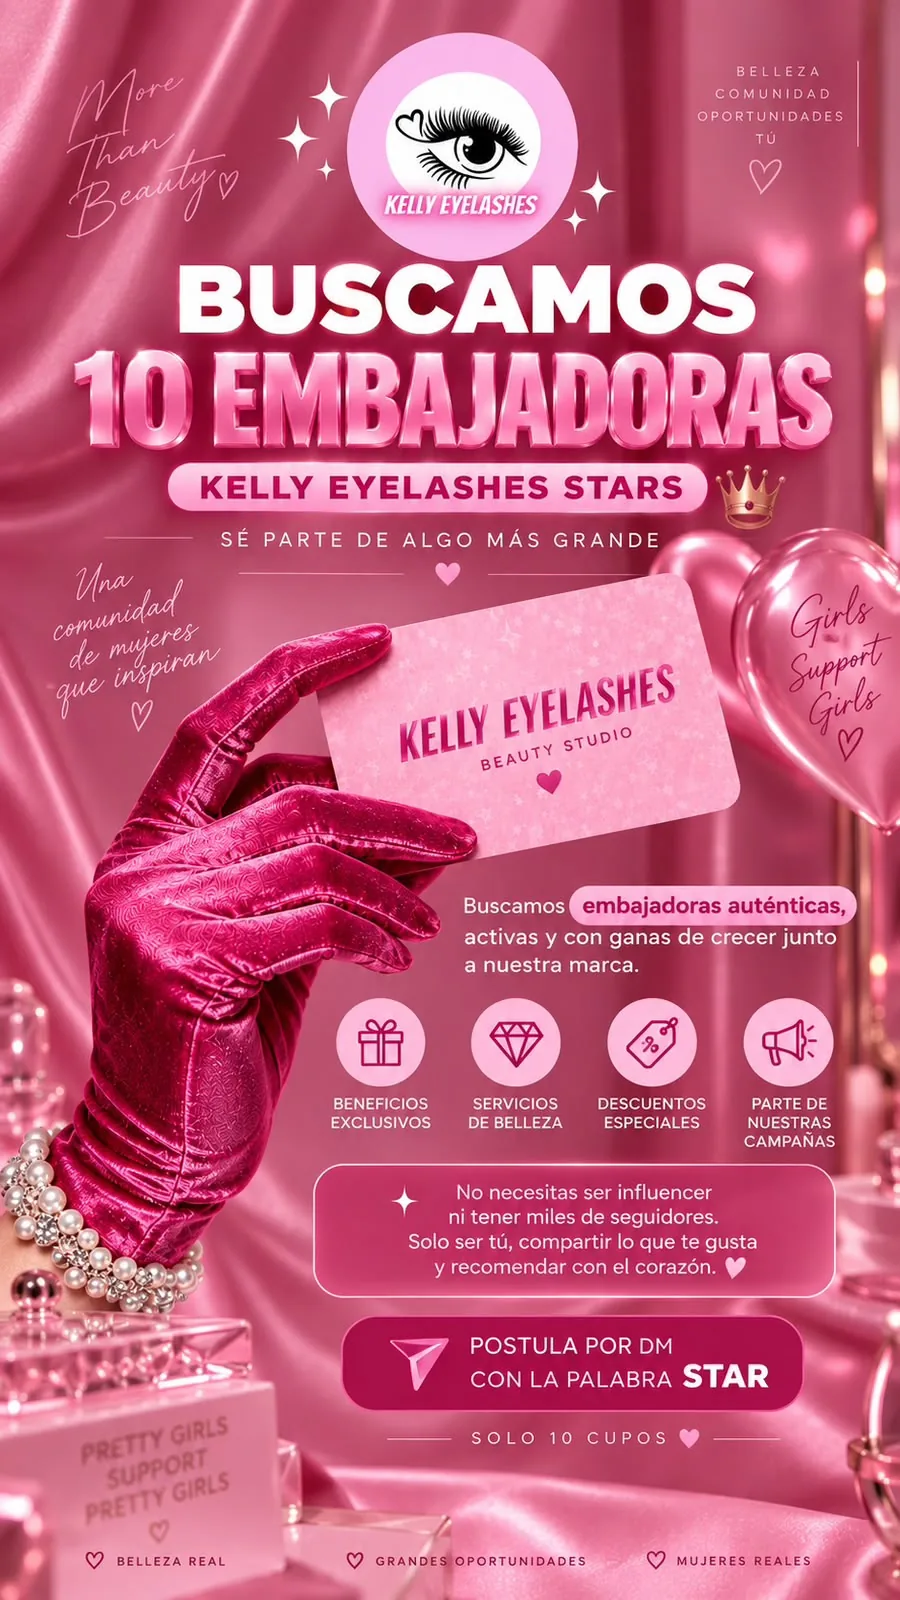 More
Than
Beauty
BELLEZA
COMUNIDAD
OPORTUNIDADES
TÚ
KELLY EYELASHES
BUSCAMOS
10 EMBAJADORAS
KELLY EYELASHES STARS
SÉ PARTE DE ALGO MÁS GRANDE
Una
comunidad
de mujeres
que inspiran
Girls
Support
Girls
KELLY EYELASHES
BEAUTY STUDIO
Buscamos embajadoras auténticas,
activas y con ganas de crecer junto
a nuestra marca.
BENEFICIOS
EXCLUSIVOS
SERVICIOS
DE BELLEZA
%
DESCUENTOS
ESPECIALES
PARTE DE
NUESTRAS
CAMPAÑAS
No necesitas ser influencer
ni tener miles de seguidores.
Solo ser tú, compartir lo que te gusta
y recomendar con el corazón.
POSTULA POR DM
CON LA PALABRA STAR
SOLO 10 CUPOS
PRETTY GIRLS
SUPPORT
PRETTY GIRLS
BELLEZA REAL
GRANDES OPORTUNIDADES
MUJERES REALES